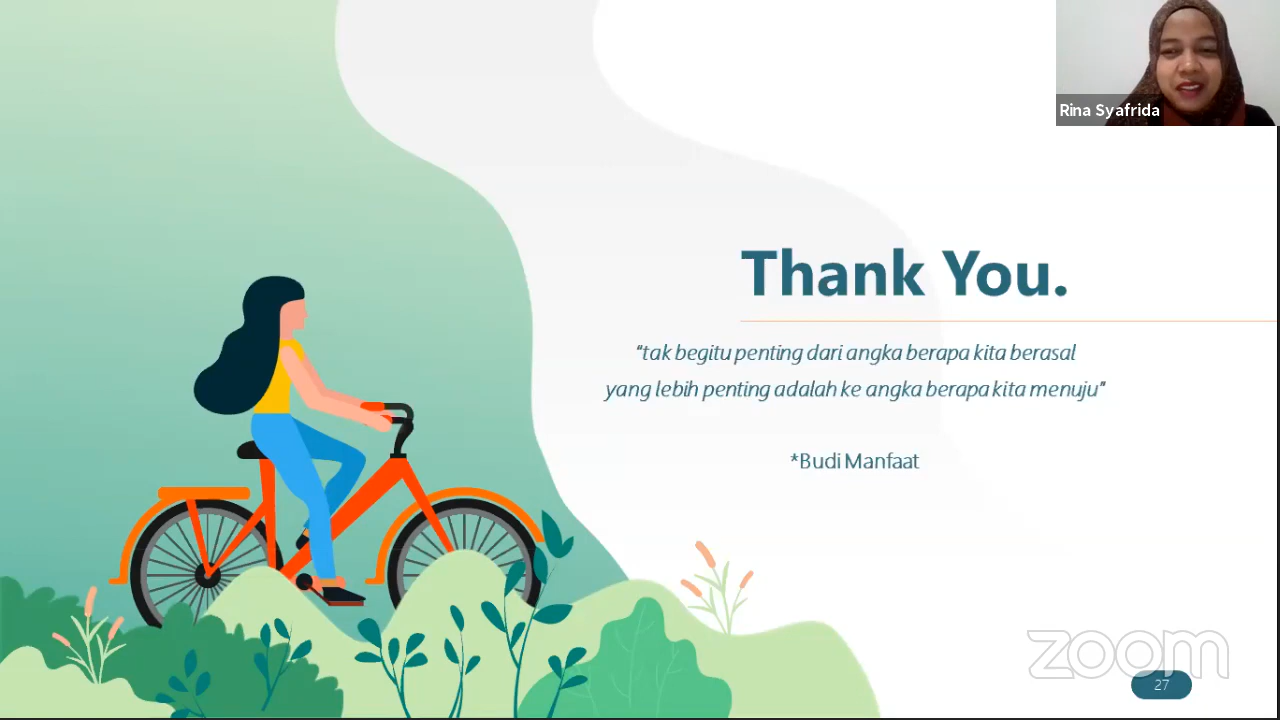 Rina Syafrida
Thank You.
"tak begitu penting dari angka berapa kita berasal
yang lebih penting adalah ke angka berapa kita menuju"
*Budi Manfaat
zoom
27